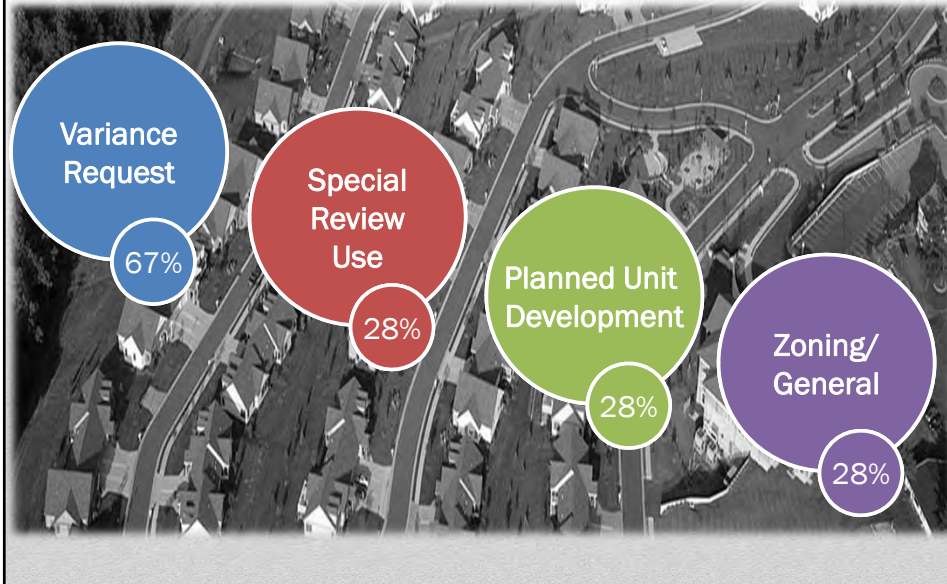 Variance
Request
67%
Special
Review
Use
28%
Planned Unit
Development
28%
Zoning/
General
28%